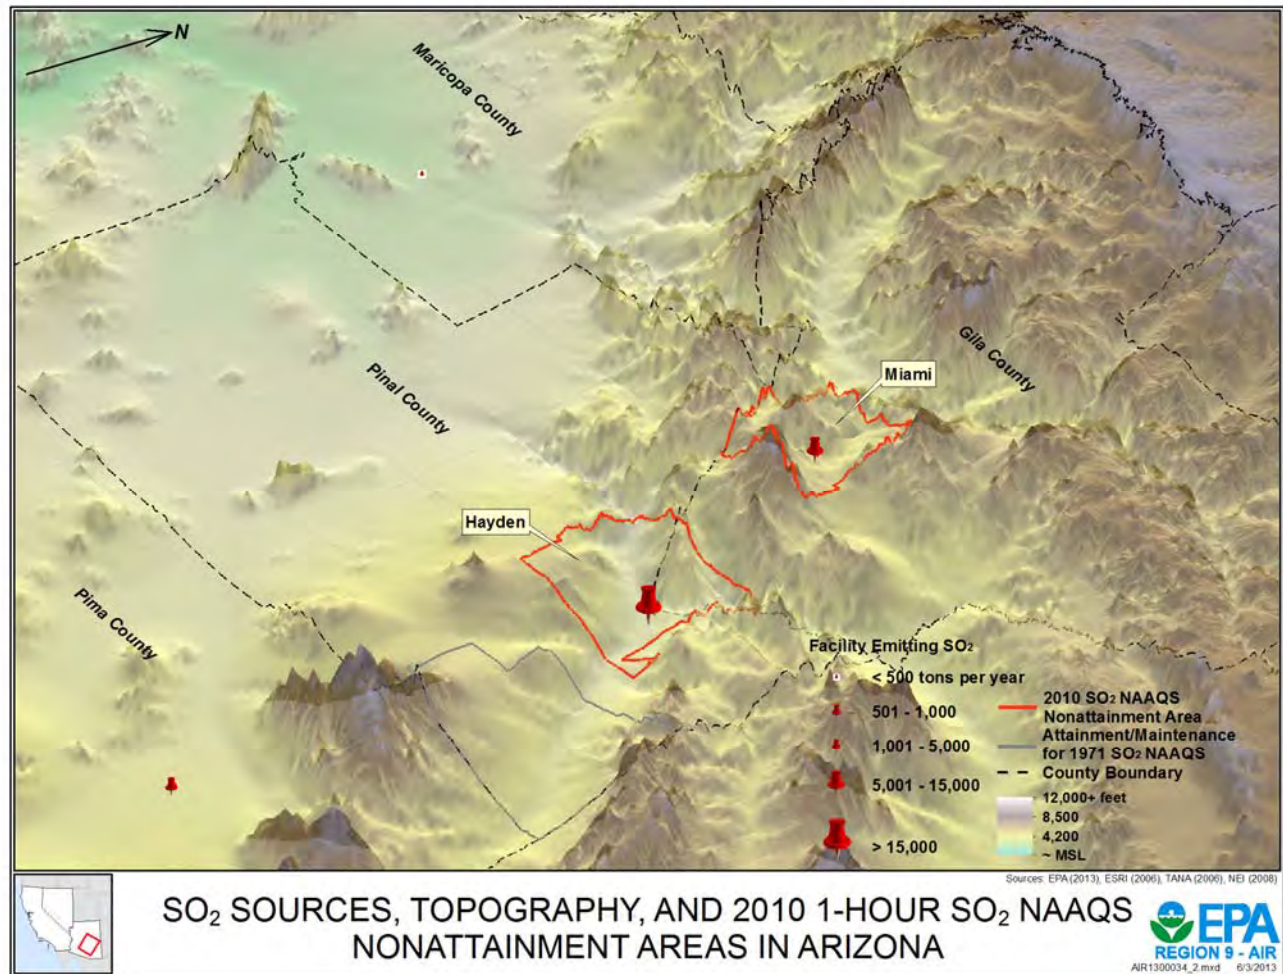 N
Maricopa County
Gila County
Miami
Pinal County
Hayden
Pima County
Facility Emitting SO₂
< 500 tons per year
501 - 1,000
1,001 - 5,000
5,001 - 15,000
> 15,000
2010 SO₂ NAAQS
Nonattainment Area
Attainment/Maintenance
for 1971 SO₂ NAAQS
County Boundary
12,000+ feet
8,500
4,200
~ MSL
Sources: EPA (2013), ESRI (2006), TANA (2006), NEI (2008)
SO₂ SOURCES, TOPOGRAPHY, AND 2010 1-HOUR SO₂ NAAQS
NONATTAINMENT AREAS IN ARIZONA
EPA
REGION 9 - AIR
AIR1300034_2.mxd 6/3/2013